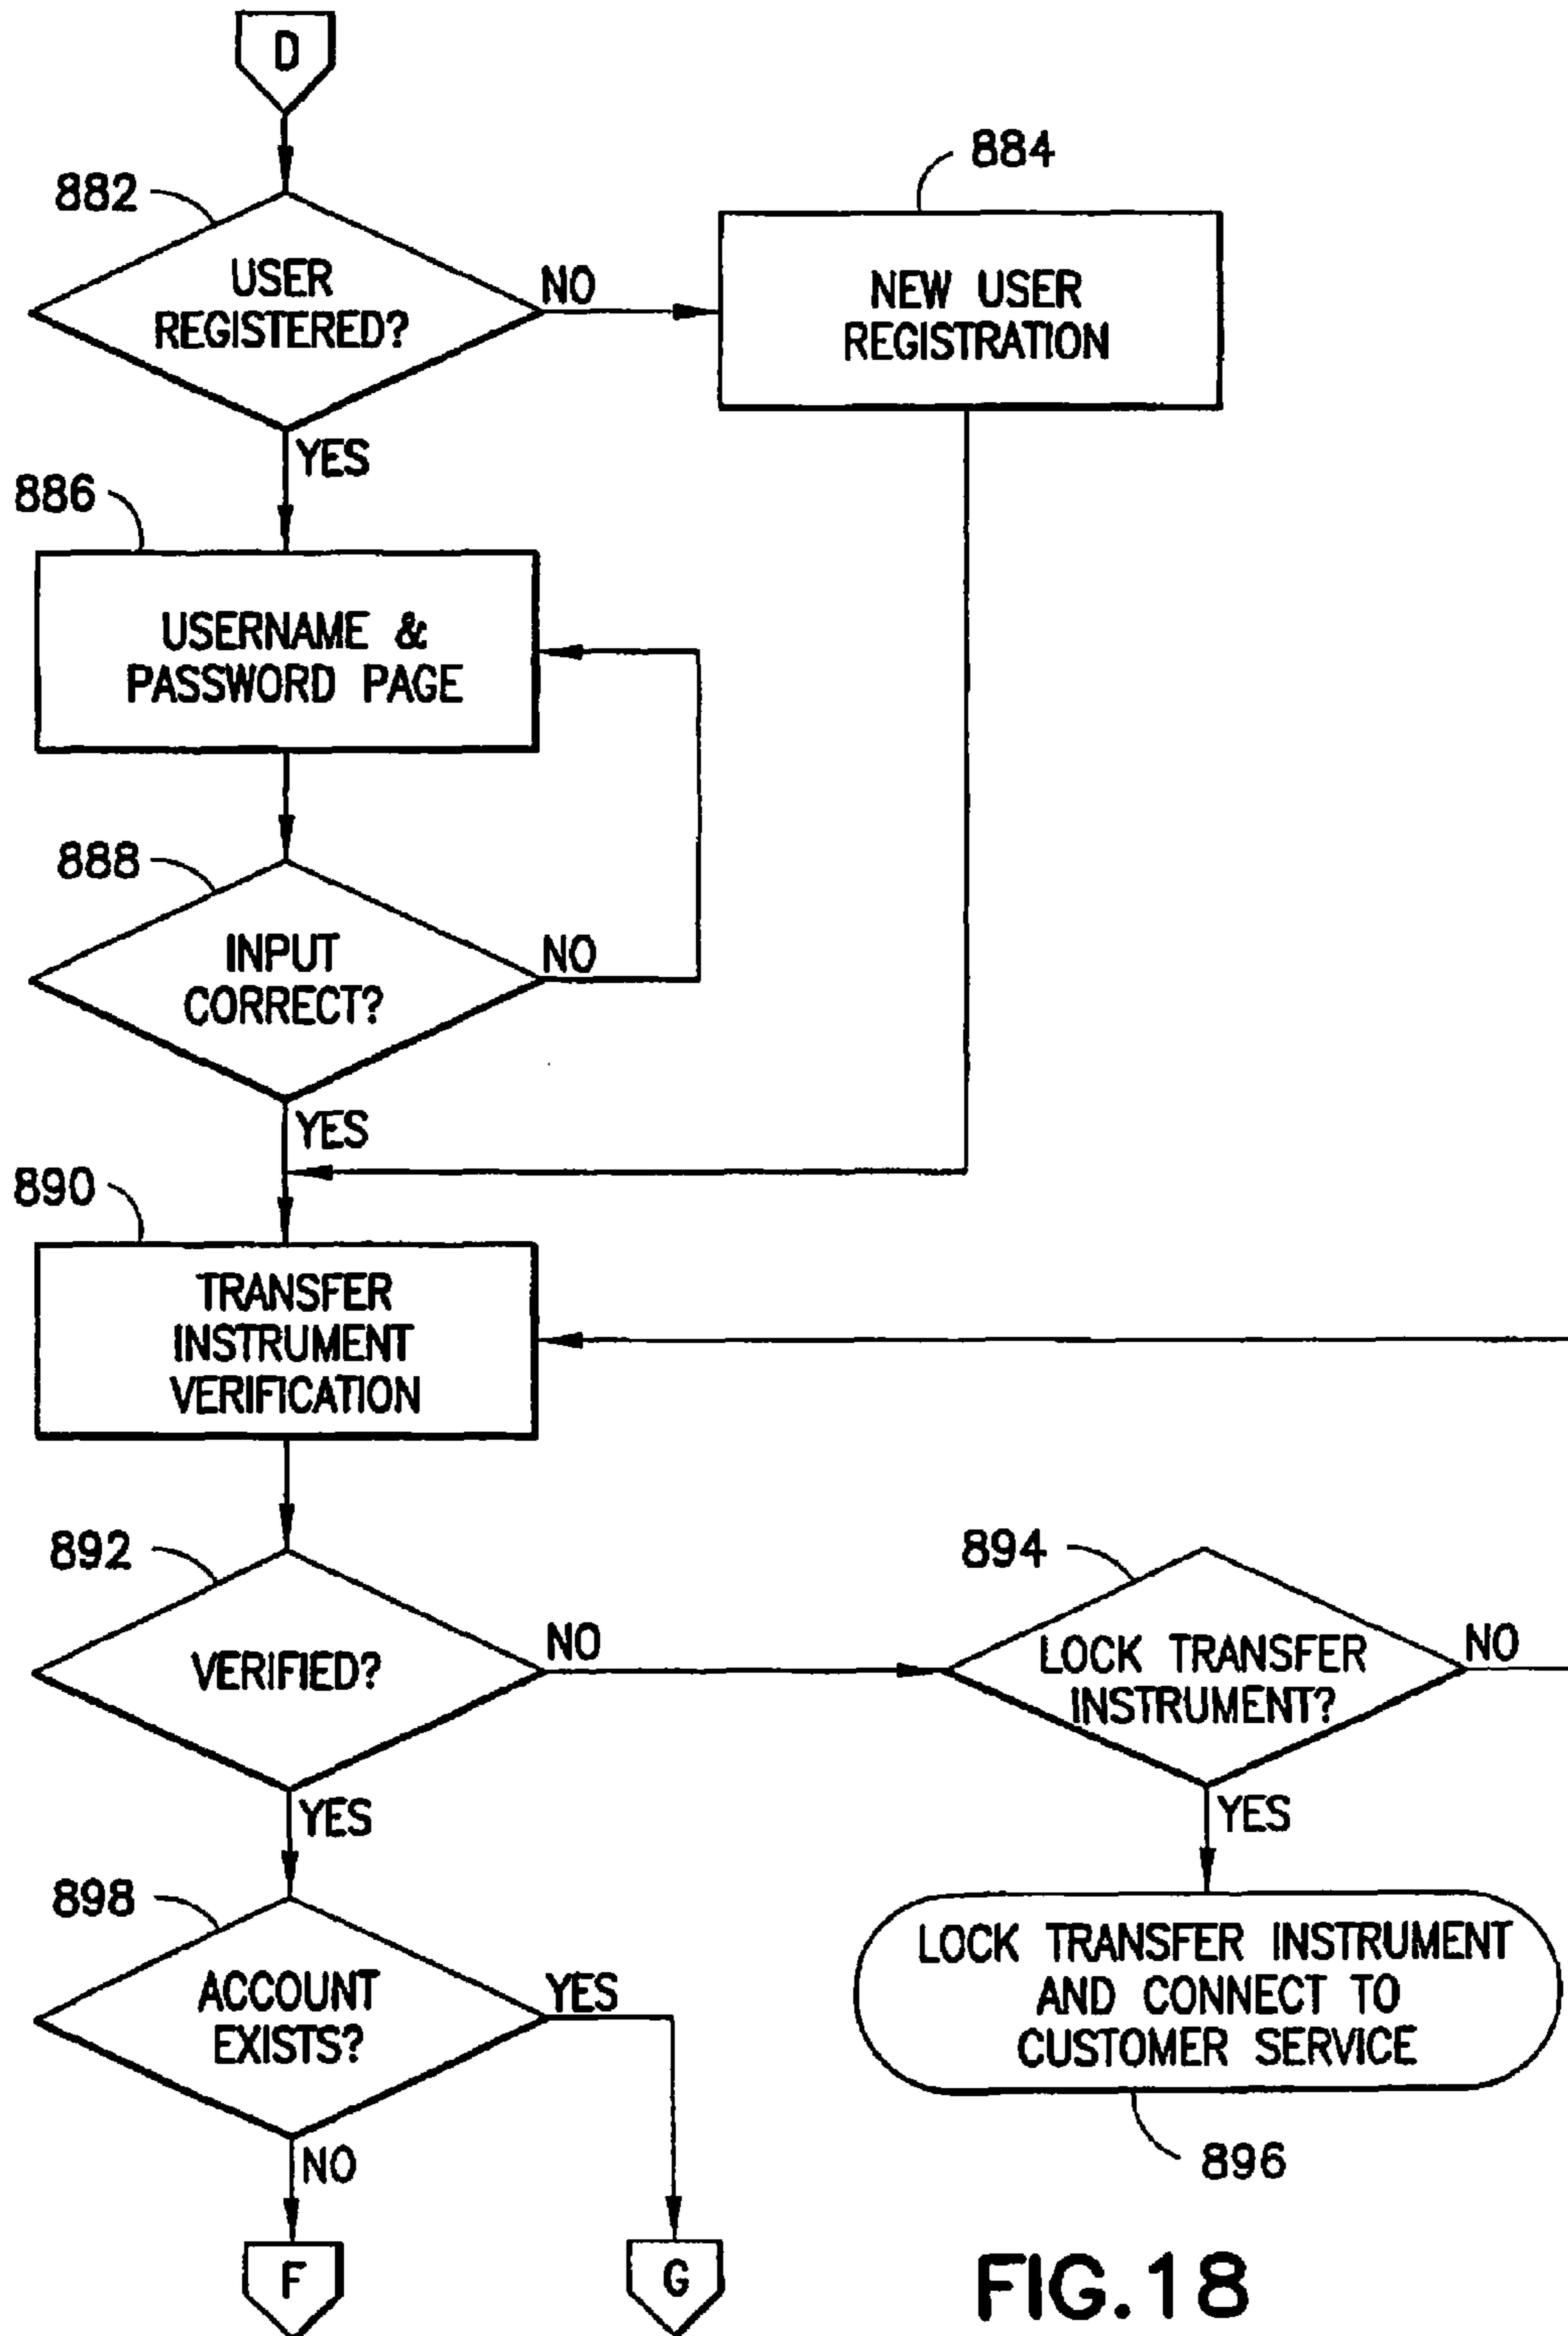 D
882
884
USER
REGISTERED?
NO
NEW USER
REGISTRATION
YES
886
USERNAME &
PASSWORD PAGE
888
INPUT
CORRECT?
NO
YES
890
TRANSFER
INSTRUMENT
VERIFICATION
892
894
VERIFIED?
NO
LOCK TRANSFER
INSTRUMENT?
NO
YES
YES
898
ACCOUNT
EXISTS?
YES
LOCK TRANSFER INSTRUMENT
AND CONNECT TO
CUSTOMER SERVICE
NO
896
F
G
FIG.18